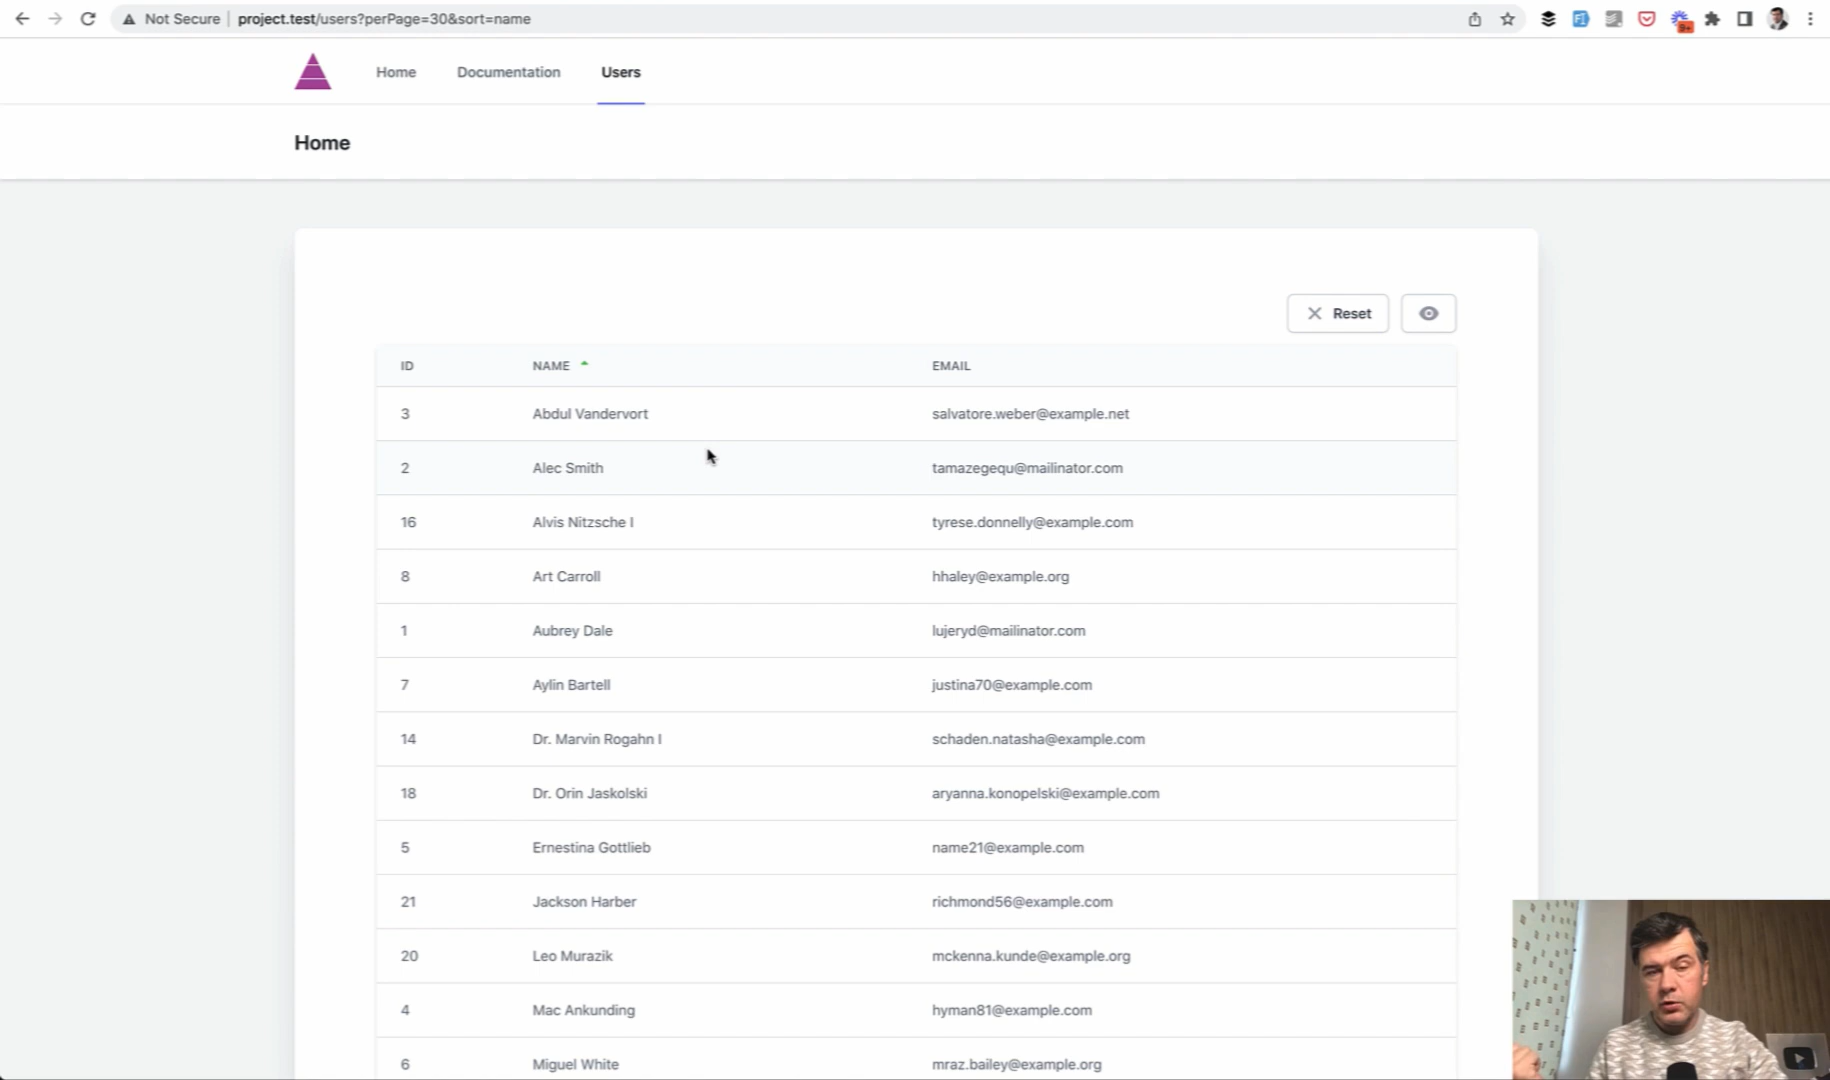 Not Secure | project.test/users?perPage=30&sort=name
9+
Home Documentation Users
Home
Reset
ID NAME EMAIL
3 Abdul Vandervort salvatore.weber@example.net
2 Alec Smith tamazegequ@mailinator.com
16 Alvis Nitzsche I tyrese.donnelly@example.com
8 Art Carroll hhaley@example.org
1 Aubrey Dale lujeryd@mailinator.com
7 Aylin Bartell justina70@example.com
14 Dr. Marvin Rogahn I schaden.natasha@example.com
18 Dr. Orin Jaskolski aryanna.konopelski@example.com
5 Ernestina Gottlieb name21@example.com
21 Jackson Harber richmond56@example.com
20 Leo Murazik mckenna.kunde@example.org
4 Mac Ankunding hyman81@example.com
6 Miguel White mraz.bailey@example.org